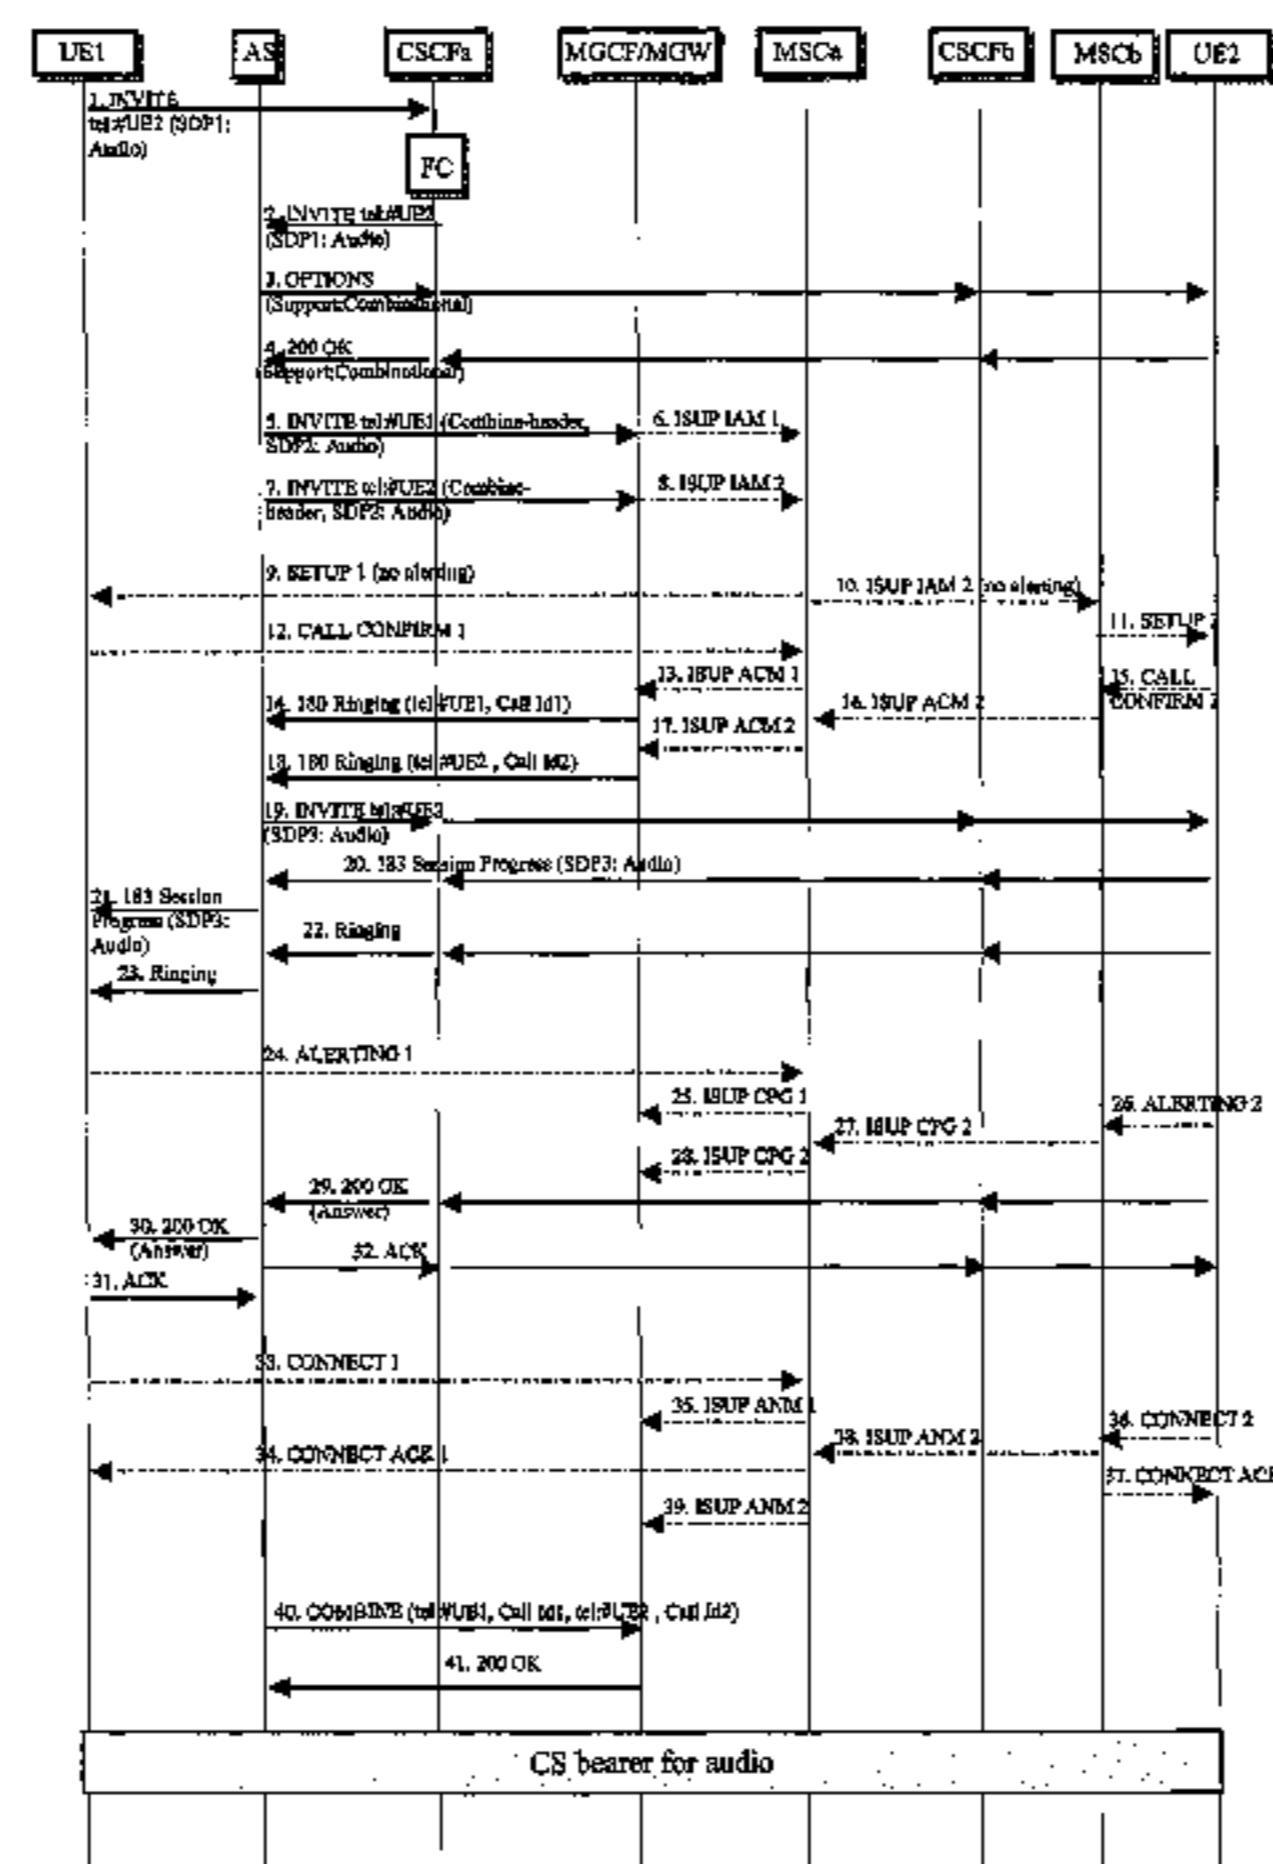 UE1 AS CSCFa MGCF/MGW MSCa CSCFb MSCb UE2
1. INVITE
tel:#UE2 (SDP1:
Audio)
FC
2. INVITE tel:#UE2
(SDP1: Audio)
3. OPTIONS
(Support:Combinational)
4. 200 OK
(Support:Combinational)
5. INVITE tel:#UE1 (Combine-header,
SDP2: Audio)
6. ISUP IAM 1
7. INVITE tel:#UE2 (Combine-
header, SDP2: Audio)
8. ISUP IAM 2
9. SETUP 1 (no alerting)
10. ISUP IAM 2 (no alerting)
11. SETUP 2
12. CALL CONFIRM 1
13. ISUP ACM 1
14. 180 Ringing (tel:#UE1, Call Id1)
15. CALL
CONFIRM 2
16. ISUP ACM 2
17. ISUP ACM 2
18. 180 Ringing (tel:#UE2 , Call Id2)
19. INVITE tel:#UE2
(SDP3: Audio)
20. 183 Session Progress (SDP3: Audio)
21. 183 Session
Progress (SDP3:
Audio)
22. Ringing
23. Ringing
24. ALERTING 1
25. ISUP CPG 1
26. ALERTING 2
27. ISUP CPG 2
28. ISUP CPG 2
29. 200 OK
(Answer)
30. 200 OK
(Answer)
32. ACK
31. ACK
33. CONNECT 1
35. ISUP ANM 1
36. CONNECT 2
38. ISUP ANM 2
34. CONNECT ACK 1
37. CONNECT ACK
39. ISUP ANM 2
40. COMBINE (tel:#UE1, Call Id1, tel:#UE2 , Call Id2)
41. 200 OK
CS bearer for audio